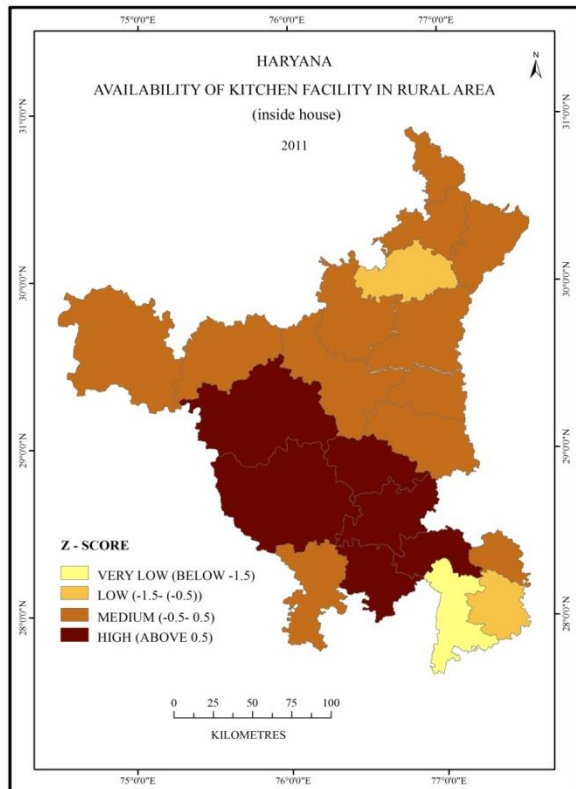 75°0'0"E 76°0'0"E 77°0'0"E
HARYANA
N
AVAILABILITY OF KITCHEN FACILITY IN RURAL AREA
(inside house)
2011
31°0'0"N 31°0'0"N
30°0'0"N 30°0'0"N
29°0'0"N 29°0'0"N
28°0'0"N 28°0'0"N
Z - SCORE
VERY LOW (BELOW -1.5)
LOW (-1.5- (-0.5))
MEDIUM (-0.5- 0.5)
HIGH (ABOVE 0.5)
0 25 50 75 100
KILOMETRES
75°0'0"E 76°0'0"E 77°0'0"E